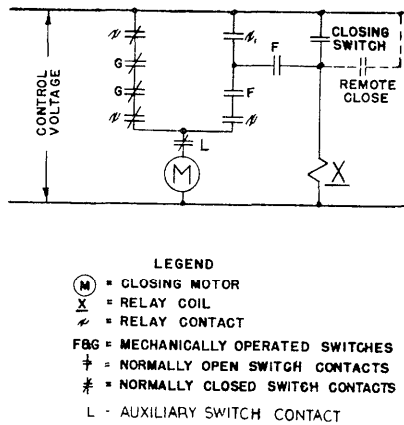 CLOSING
SWITCH
F
G
REMOTE
CLOSE
G
F
CONTROL
VOLTAGE
L
M
X
LEGEND
M = CLOSING MOTOR
X = RELAY COIL
= RELAY CONTACT
F&G = MECHANICALLY OPERATED SWITCHES
= NORMALLY OPEN SWITCH CONTACTS
= NORMALLY CLOSED SWITCH CONTACTS
L - AUXILIARY SWITCH CONTACT